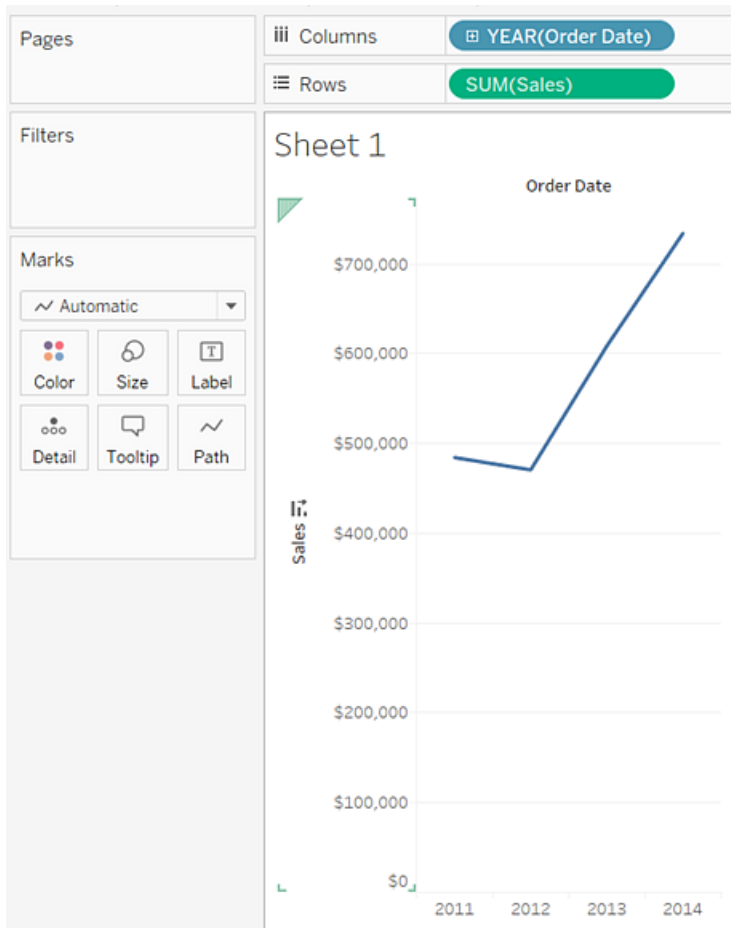 Pages
Columns
YEAR(Order Date)
Rows
SUM(Sales)
Filters
Sheet 1
Order Date
Marks
Automatic
Color
Size
T
Label
Detail
Tooltip
Path
Sales
$700,000
$600,000
$500,000
$400,000
$300,000
$200,000
$100,000
$0
2011 2012 2013 2014